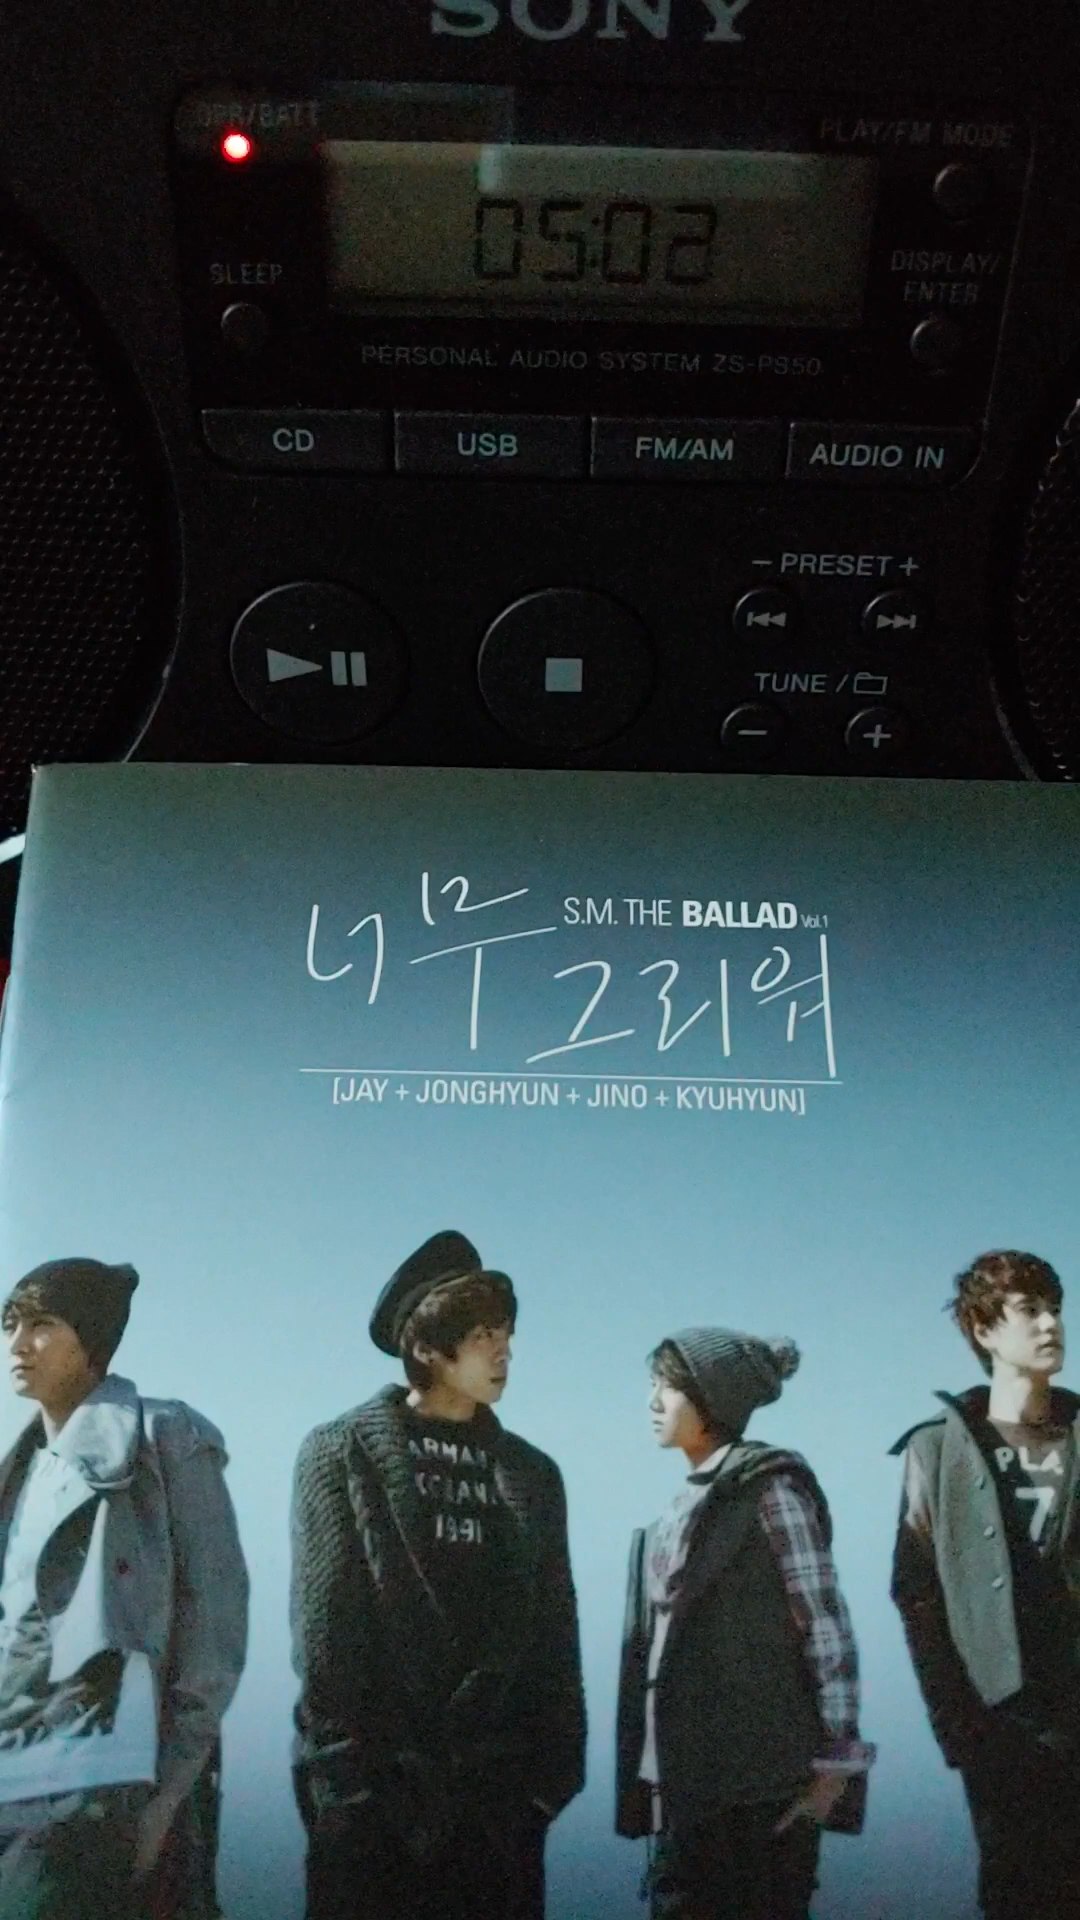 SONY
OPR/BATT
PLAY/FM MODE
05:02
SLEEP
DISPLAY/
ENTER
PERSONAL AUDIO SYSTEM ZS-PS50
CD USB FM/AM AUDIO IN
– PRESET +
TUNE /
– +
S.M. THE BALLAD Vol.1
너무 그리워
[JAY + JONGHYUN + JINO + KYUHYUN]
1991
PLA
7